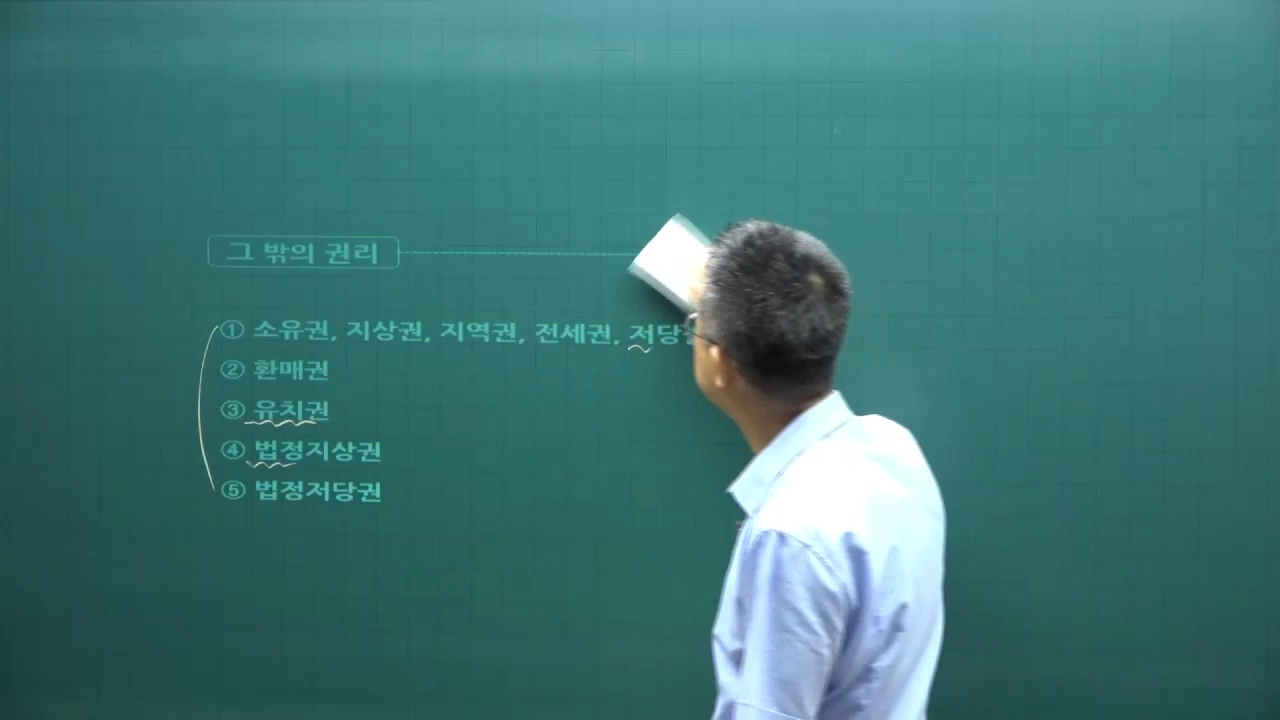 그 밖의 권리
① 소유권, 지상권, 지역권, 전세권,
② 환매권
③ 유치권
④ 법정지상권
⑤ 법정저당권